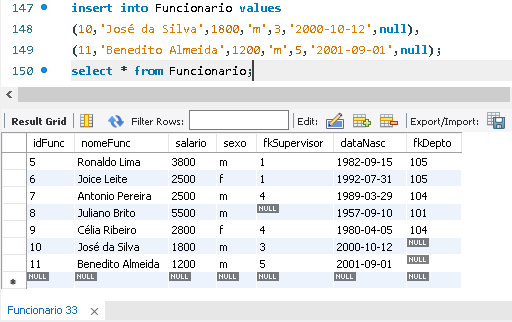 147 insert into Funcionario values
148 (10,'José da Silva',1800,'m',3,'2000-10-12',null),
149 (11,'Benedito Almeida',1200,'m',5,'2001-09-01',null);
150 select * from Funcionario;
Result Grid Filter Rows: Edit: Export/Import:
idFunc nomeFunc salario sexo fkSupervisor dataNasc fkDepto
5 Ronaldo Lima 3800 m 1 1982-09-15 105
6 Joice Leite 2500 f 1 1992-07-31 105
7 Antonio Pereira 2500 m 4 1989-03-29 104
8 Juliano Brito 5500 m NULL 1957-09-10 101
9 Célia Ribeiro 2800 f 4 1980-04-05 104
10 José da Silva 1800 m 3 2000-10-12 NULL
11 Benedito Almeida 1200 m 5 2001-09-01 NULL
NULL NULL NULL NULL NULL NULL NULL
Funcionario 33